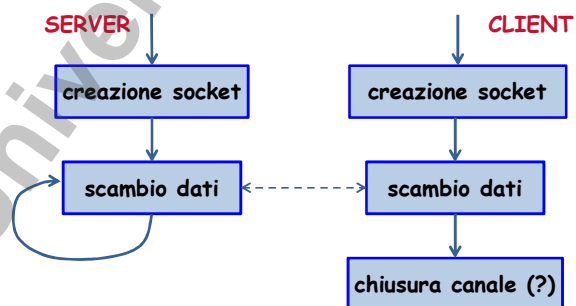 SERVER
CLIENT
creazione socket
creazione socket
scambio dati
scambio dati
chiusura canale (?)